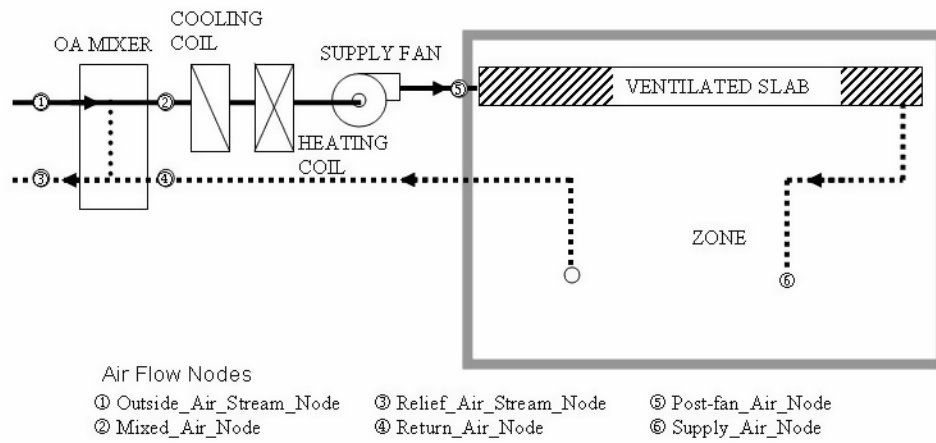 COOLING
COIL
OA MIXER
SUPPLY FAN
① ② ⑤ VENTILATED SLAB
HEATING
COIL
③ ④
ZONE
⑥
Air Flow Nodes
① Outside_Air_Stream_Node ③ Relief_Air_Stream_Node ⑤ Post-fan_Air_Node
② Mixed_Air_Node ④ Return_Air_Node ⑥ Supply_Air_Node